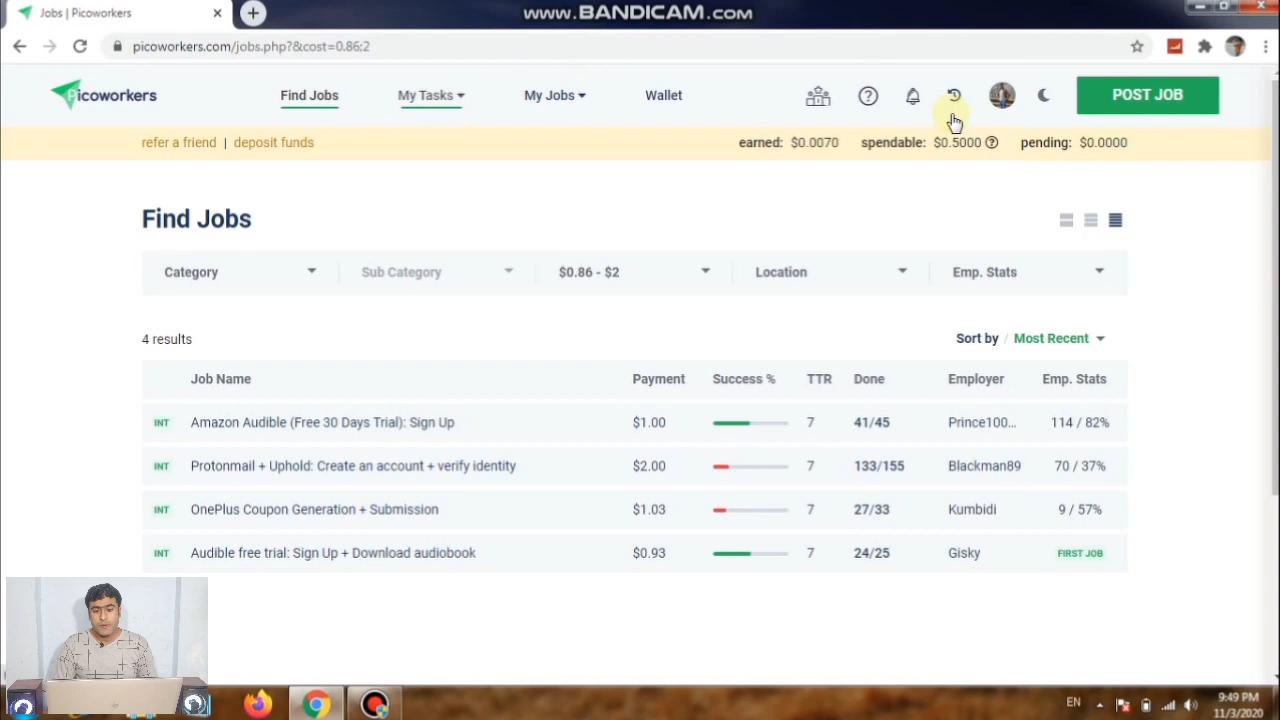 Jobs | Picoworkers
www.BANDICAM.com
picoworkers.com/jobs.php?&cost=0.86:2
picoworkers
Find Jobs
My Tasks
My Jobs
Wallet
POST JOB
refer a friend | deposit funds
earned: $0.0070
spendable: $0.5000
pending: $0.0000
Find Jobs
Category
Sub Category
$0.86 - $2
Location
Emp. Stats
4 results
Sort by / Most Recent
Job Name Payment Success % TTR Done Employer Emp. Stats
INT Amazon Audible (Free 30 Days Trial): Sign Up $1.00 7 41/45 Prince100... 114 / 82%
INT Protonmail + Uphold: Create an account + verify identity $2.00 7 133/155 Blackman89 70 / 37%
INT OnePlus Coupon Generation + Submission $1.03 7 27/33 Kumbidi 9 / 57%
INT Audible free trial: Sign Up + Download audiobook $0.93 7 24/25 Gisky FIRST JOB
EN
9:49 PM
11/3/2020